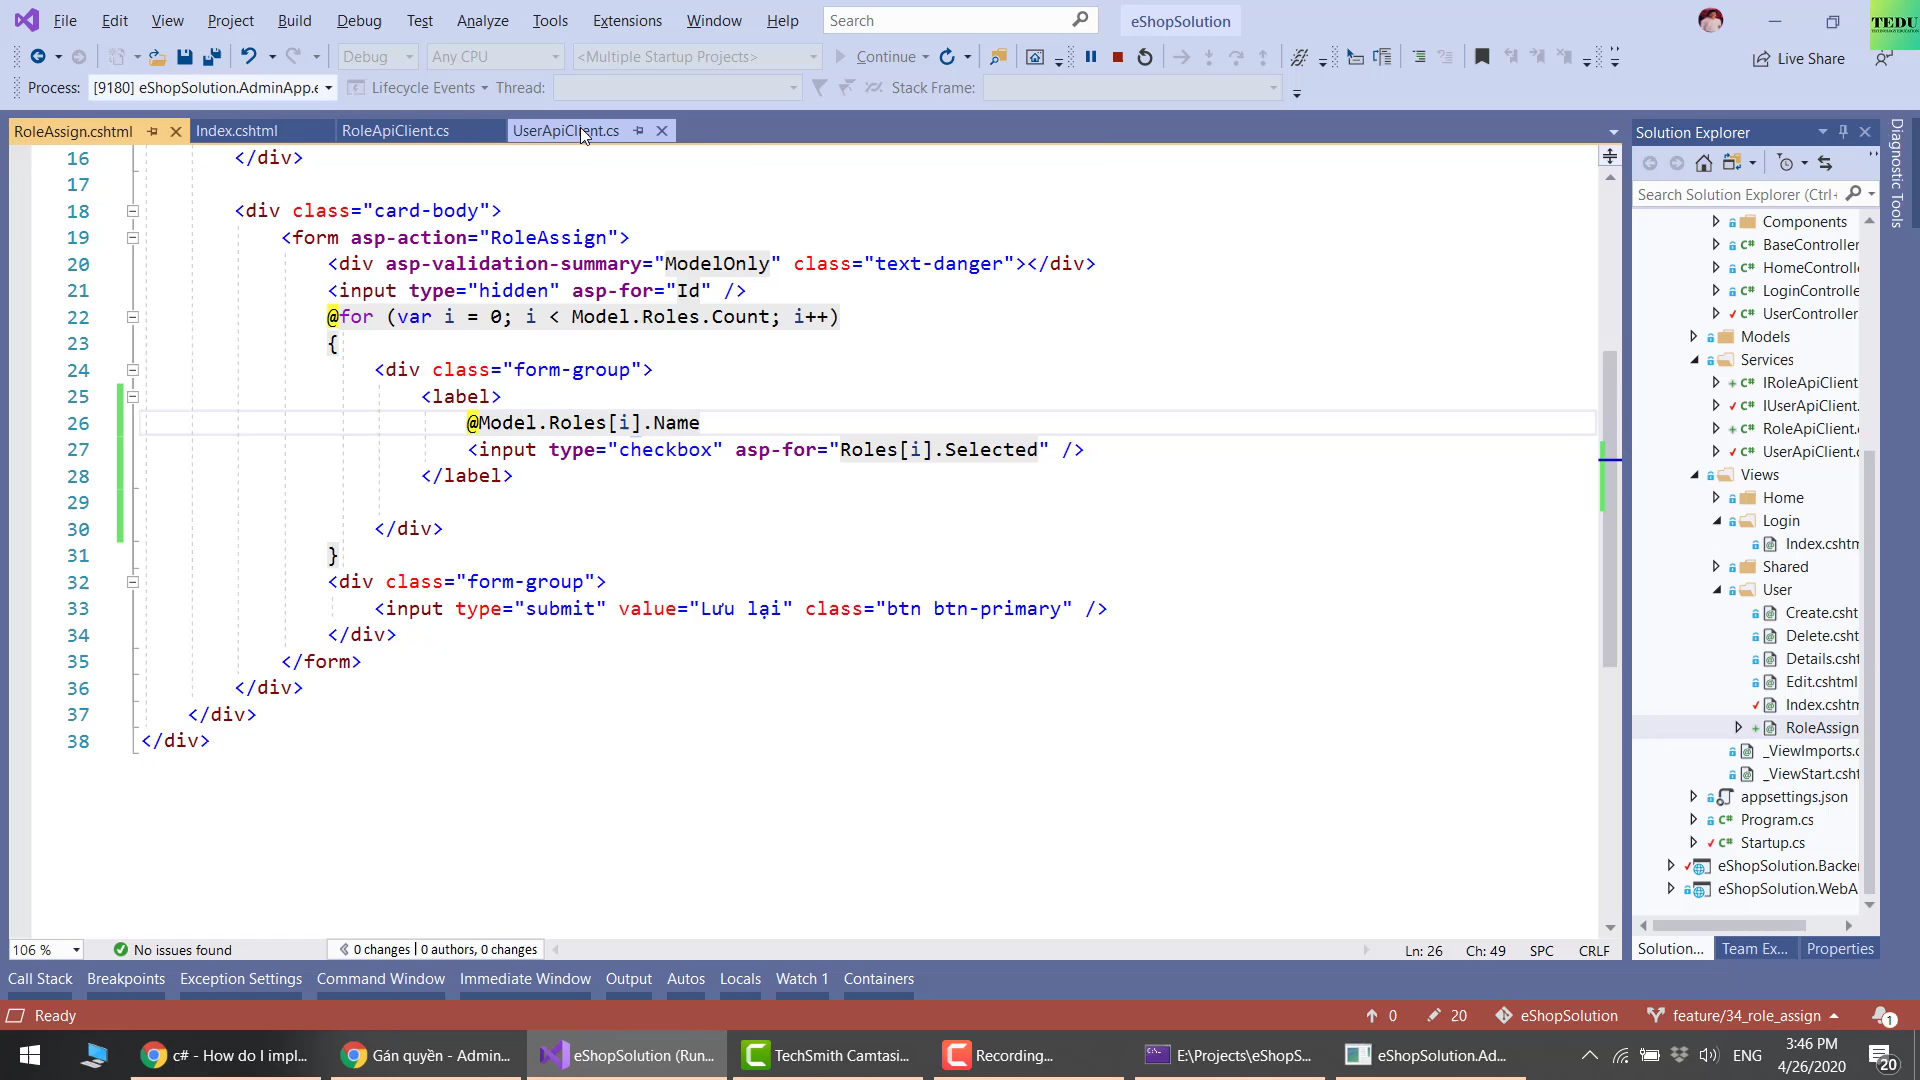 File Edit View Project Build Debug Test Analyze Tools Extensions Window Help Search eShopSolution TEDU
Debug Any CPU <Multiple Startup Projects> Continue Live Share
Process: [9180] eShopSolution.AdminApp.e Lifecycle Events Thread: Stack Frame:
RoleAssign.cshtml Index.cshtml RoleApiClient.cs UserApiClient.cs
16 </div>
17
18 <div class="card-body">
19 <form asp-action="RoleAssign">
20 <div asp-validation-summary="ModelOnly" class="text-danger"></div>
21 <input type="hidden" asp-for="Id" />
22 @for (var i = 0; i < Model.Roles.Count; i++)
23 {
24 <div class="form-group">
25 <label>
26 @Model.Roles[i].Name
27 <input type="checkbox" asp-for="Roles[i].Selected" />
28 </label>
29
30 </div>
31 }
32 <div class="form-group">
33 <input type="submit" value="Lưu lại" class="btn btn-primary" />
34 </div>
35 </form>
36 </div>
37 </div>
38 </div>
106 % No issues found 0 changes | 0 authors, 0 changes Ln: 26 Ch: 49 SPC CRLF
Solution Explorer
Search Solution Explorer (Ctrl+
Components
C# BaseController
C# HomeControlle
C# LoginControlle
C# UserController
Models
Services
C# IRoleApiClient
C# IUserApiClient.
C# RoleApiClient.c
C# UserApiClient.c
Views
Home
Login
Index.cshtm
Shared
User
Create.csht
Delete.csht
Details.csht
Edit.cshtml
Index.cshtm
RoleAssign
_ViewImports.c
_ViewStart.csht
appsettings.json
C# Program.cs
C# Startup.cs
eShopSolution.Backe
eShopSolution.WebA
Solution... Team Ex... Properties
Diagnostic Tools
Call Stack Breakpoints Exception Settings Command Window Immediate Window Output Autos Locals Watch 1 Containers
Ready 0 20 eShopSolution feature/34_role_assign 1
c# - How do I impl... Gán quyền - Admin... eShopSolution (Run... TechSmith Camtasi... Recording... E:\Projects\eShopS... eShopSolution.Ad... ENG 3:46 PM
4/26/2020 20